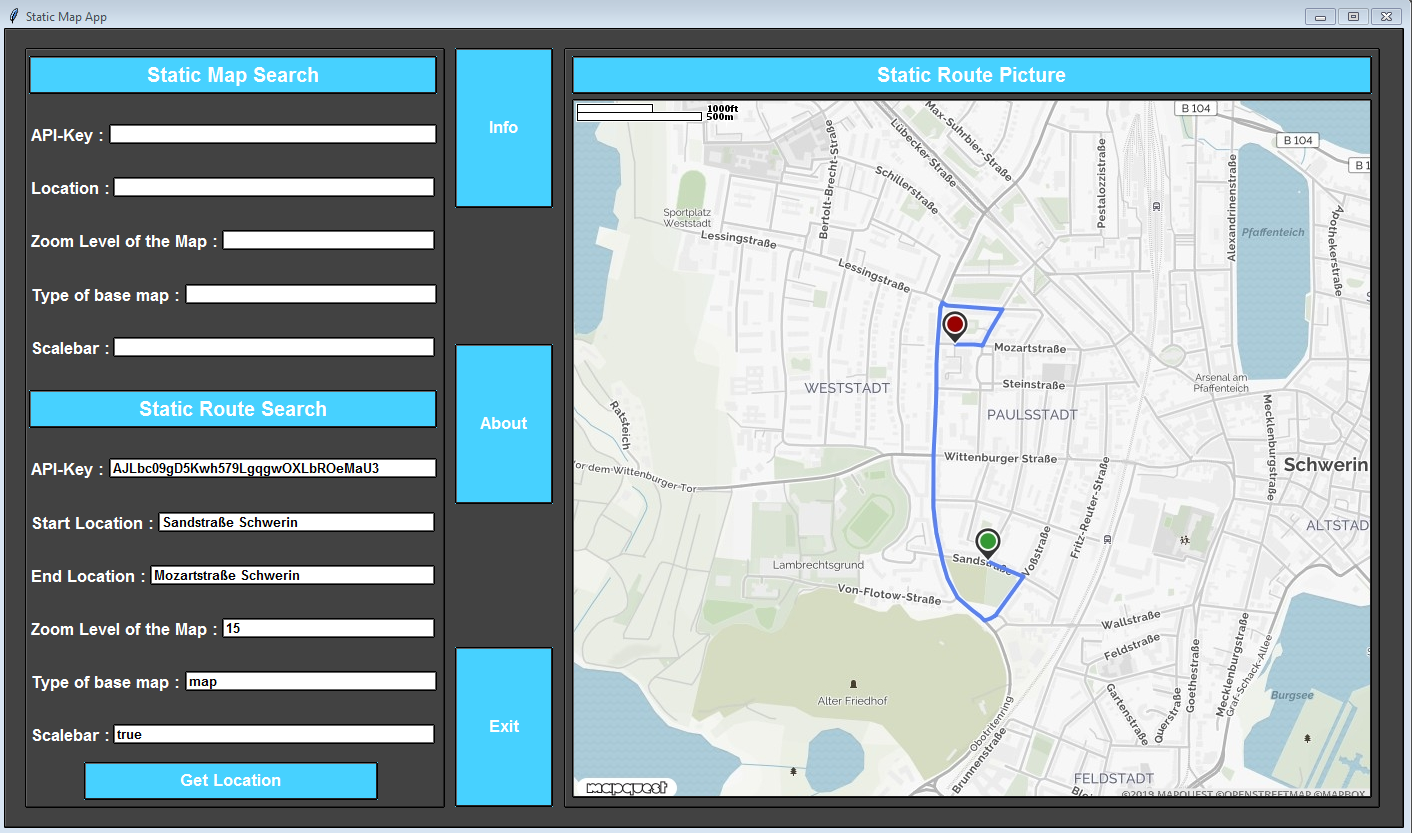 Static Map App
Static Map Search
API-Key :
Location :
Zoom Level of the Map :
Type of base map :
Scalebar :
Static Route Search
API-Key : AJLbc09gD5Kwh579LgqgwOXLbROeMaU3
Start Location : Sandstraße Schwerin
End Location : Mozartstraße Schwerin
Zoom Level of the Map : 15
Type of base map : map
Scalebar : true
Get Location
Info
About
Exit
Static Route Picture
1000ft
500m
B 104
B 104
B 1
Max-Suhrbier-Straße
Lübecker-Straße
Bertolt-Brecht-Straße
Schillerstraße
Pestalozzistraße
Alexandrinenstraße
Apothekerstraße
Sportplatz
Weststadt
Pfaffenteich
Lessingstraße
Lessingstraße
Mozartstraße
Steinstraße
Arsenal am
Pfaffenteich
WESTSTADT
PAULSSTADT
Ratsteich
Mecklenburgstraße
Wittenburger Straße
Schwerin
Vor dem Wittenburger Tor
Fritz-Reuter-Straße
Voßstraße
ALTSTAD
Sandstraße
Lambrechtsgrund
Von-Flotow-Straße
Wallstraße
Feldstraße
Mecklenburgstraße
Graf-Schack-Allee
Goethestraße
Gartenstraße
Querstraße
Burgsee
Alter Friedhof
Obotritenring
Brunnenstraße
FELDSTADT
mapquest
©2019 MAPQUEST ©OPENSTREETMAP ©MAPBOX